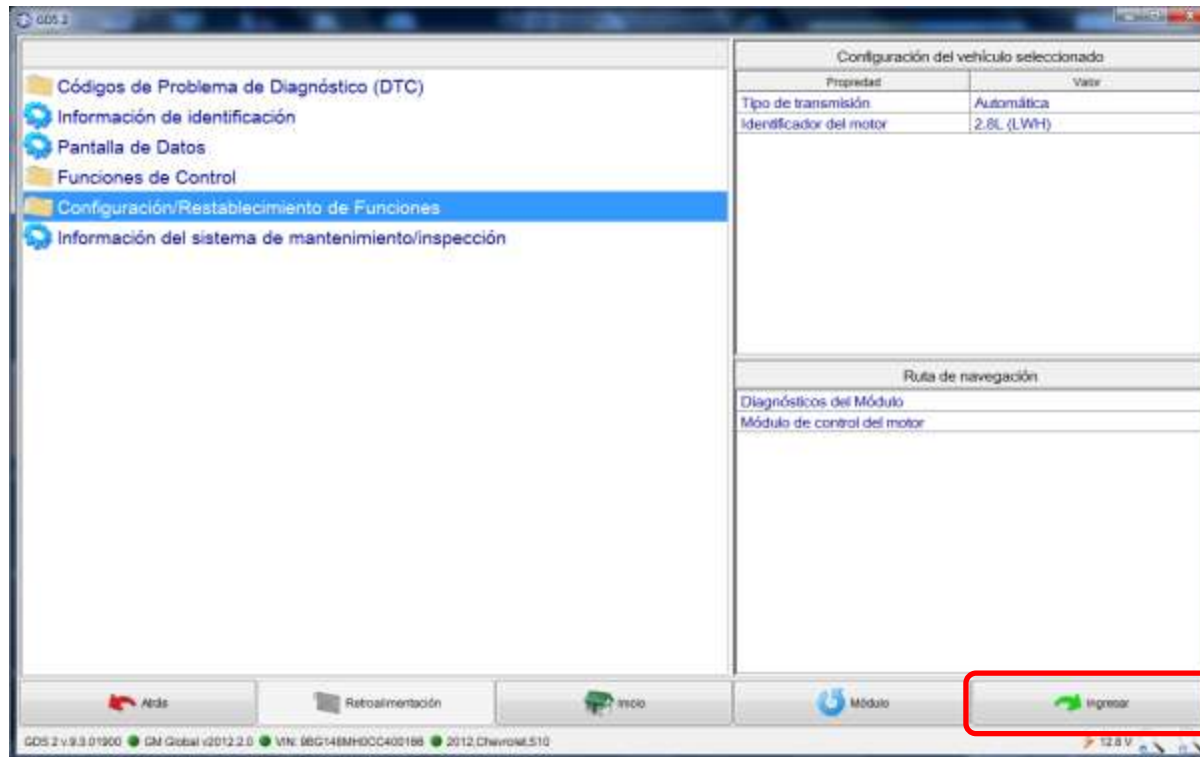 GDS 2
Configuración del vehículo seleccionado
Códigos de Problema de Diagnóstico (DTC)
Información de identificación
Pantalla de Datos
Funciones de Control
Configuración/Restablecimiento de Funciones
Información del sistema de mantenimiento/inspección
Propiedad Valor
Tipo de transmisión Automática
Identificador del motor 2.8L (LWH)
Ruta de navegación
Diagnósticos del Módulo
Módulo de control del motor
Atrás Retroalimentación Inicio Módulo Ingresar
GDS 2 v.9.3.01900 GM Global v2012.2.0 VIN: 2012,Chevrolet,S10 12.8 V